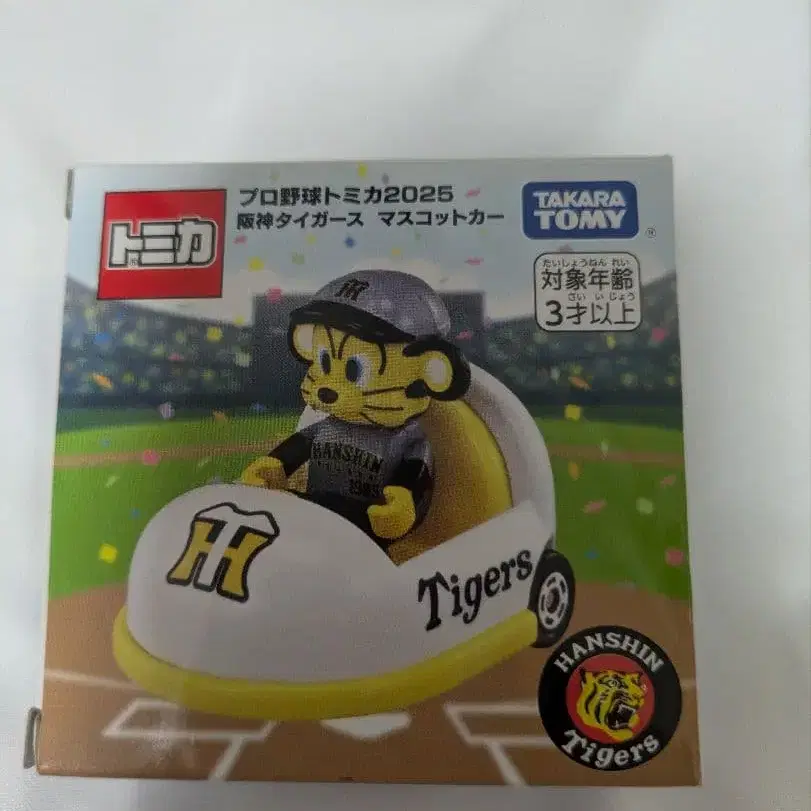 トミカ
プロ野球トミカ2025
阪神タイガース マスコットカー
TAKARA
TOMY
たいしょうねんれい
対象年齢
さいいじょう
3才以上
HANSHIN
Tigers
HANSHIN
Tigers